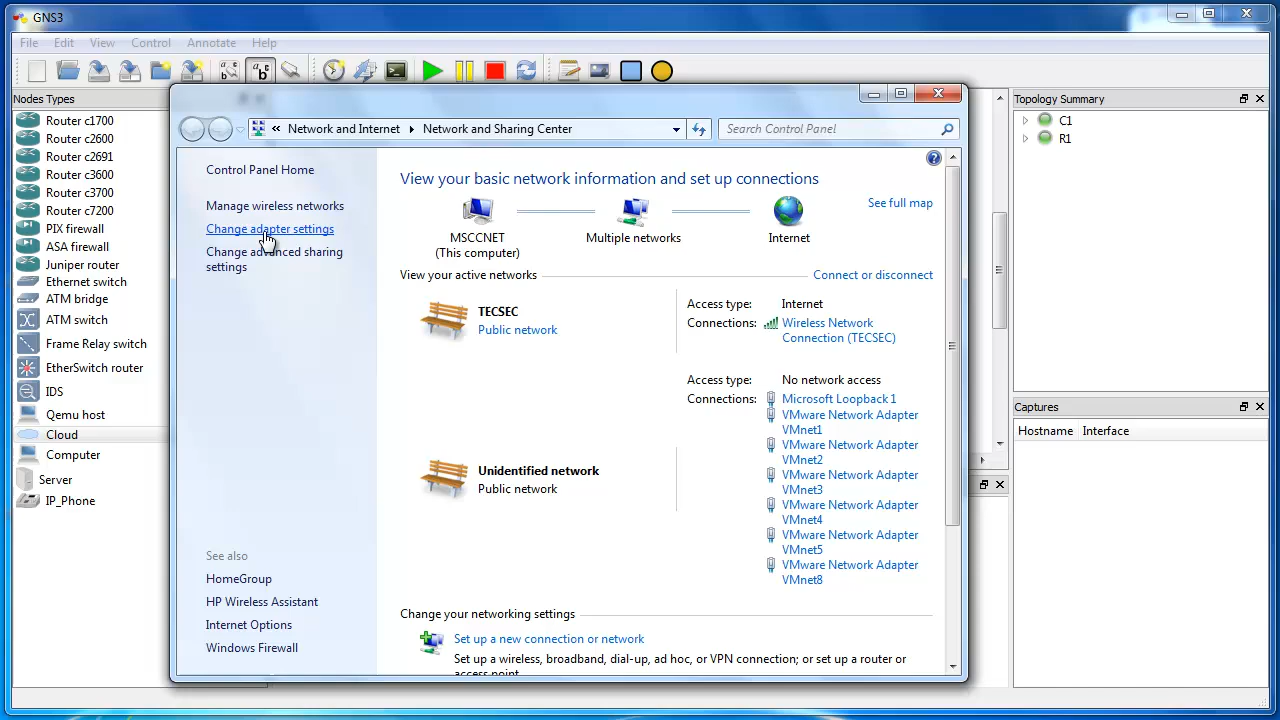 GNS3
File Edit View Control Annotate Help
Nodes Types
Router c1700
Router c2600
Router c2691
Router c3600
Router c3700
Router c7200
PIX firewall
ASA firewall
Juniper router
Ethernet switch
ATM bridge
ATM switch
Frame Relay switch
EtherSwitch router
IDS
Qemu host
Cloud
Computer
Server
IP_Phone
« Network and Internet Network and Sharing Center
Search Control Panel
Control Panel Home
Manage wireless networks
Change adapter settings
Change advanced sharing
settings
See also
HomeGroup
HP Wireless Assistant
Internet Options
Windows Firewall
View your basic network information and set up connections
See full map
MSCCNET
(This computer)
Multiple networks
Internet
View your active networks
Connect or disconnect
TECSEC
Public network
Access type: Internet
Connections: Wireless Network
Connection (TECSEC)
Unidentified network
Public network
Access type: No network access
Connections: Microsoft Loopback 1
VMware Network Adapter
VMnet1
VMware Network Adapter
VMnet2
VMware Network Adapter
VMnet3
VMware Network Adapter
VMnet4
VMware Network Adapter
VMnet5
VMware Network Adapter
VMnet8
Change your networking settings
Set up a new connection or network
Set up a wireless, broadband, dial-up, ad hoc, or VPN connection; or set up a router or
access point.
Topology Summary
C1
R1
Captures
Hostname Interface